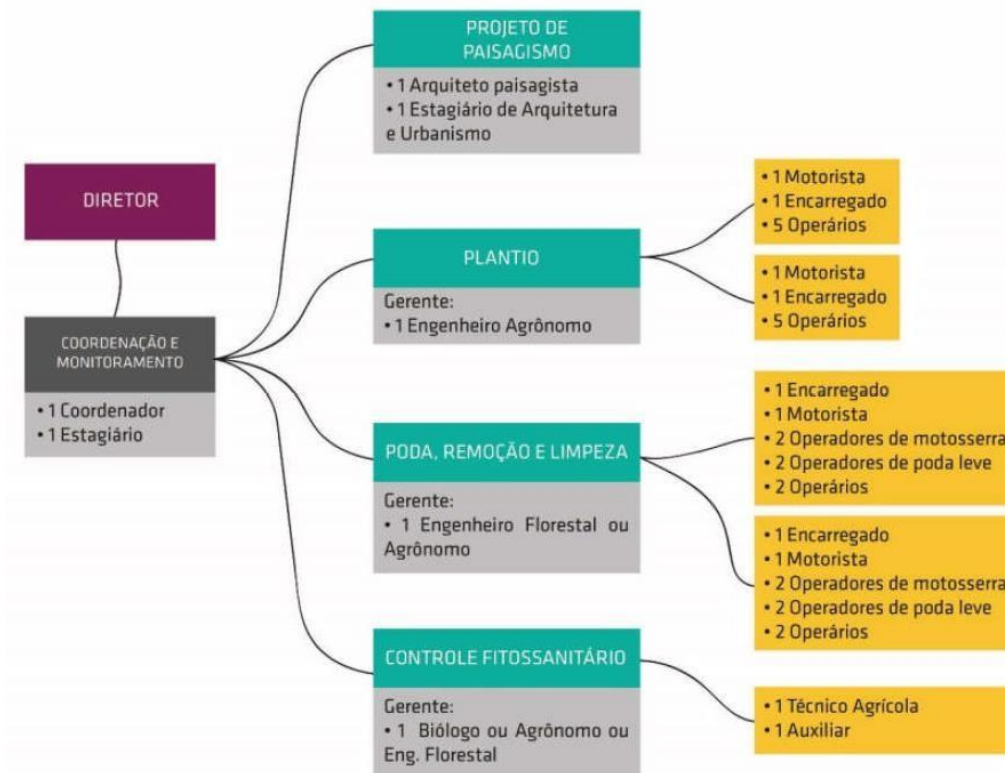 DIRETOR
COORDENAÇÃO E
MONITORAMENTO
• 1 Coordenador
• 1 Estagiário
PROJETO DE
PAISAGISMO
• 1 Arquiteto paisagista
• 1 Estagiário de Arquitetura
e Urbanismo
PLANTIO
Gerente:
• 1 Engenheiro Agrônomo
• 1 Motorista
• 1 Encarregado
• 5 Operários
• 1 Motorista
• 1 Encarregado
• 5 Operários
PODA, REMOÇÃO E LIMPEZA
Gerente:
• 1 Engenheiro Florestal ou
Agrônomo
• 1 Encarregado
• 1 Motorista
• 2 Operadores de motosserra
• 2 Operadores de poda leve
• 2 Operários
• 1 Encarregado
• 1 Motorista
• 2 Operadores de motosserra
• 2 Operadores de poda leve
• 2 Operários
CONTROLE FITOSSANITÁRIO
Gerente:
• 1 Biólogo ou Agrônomo ou
Eng. Florestal
• 1 Técnico Agrícola
• 1 Auxiliar